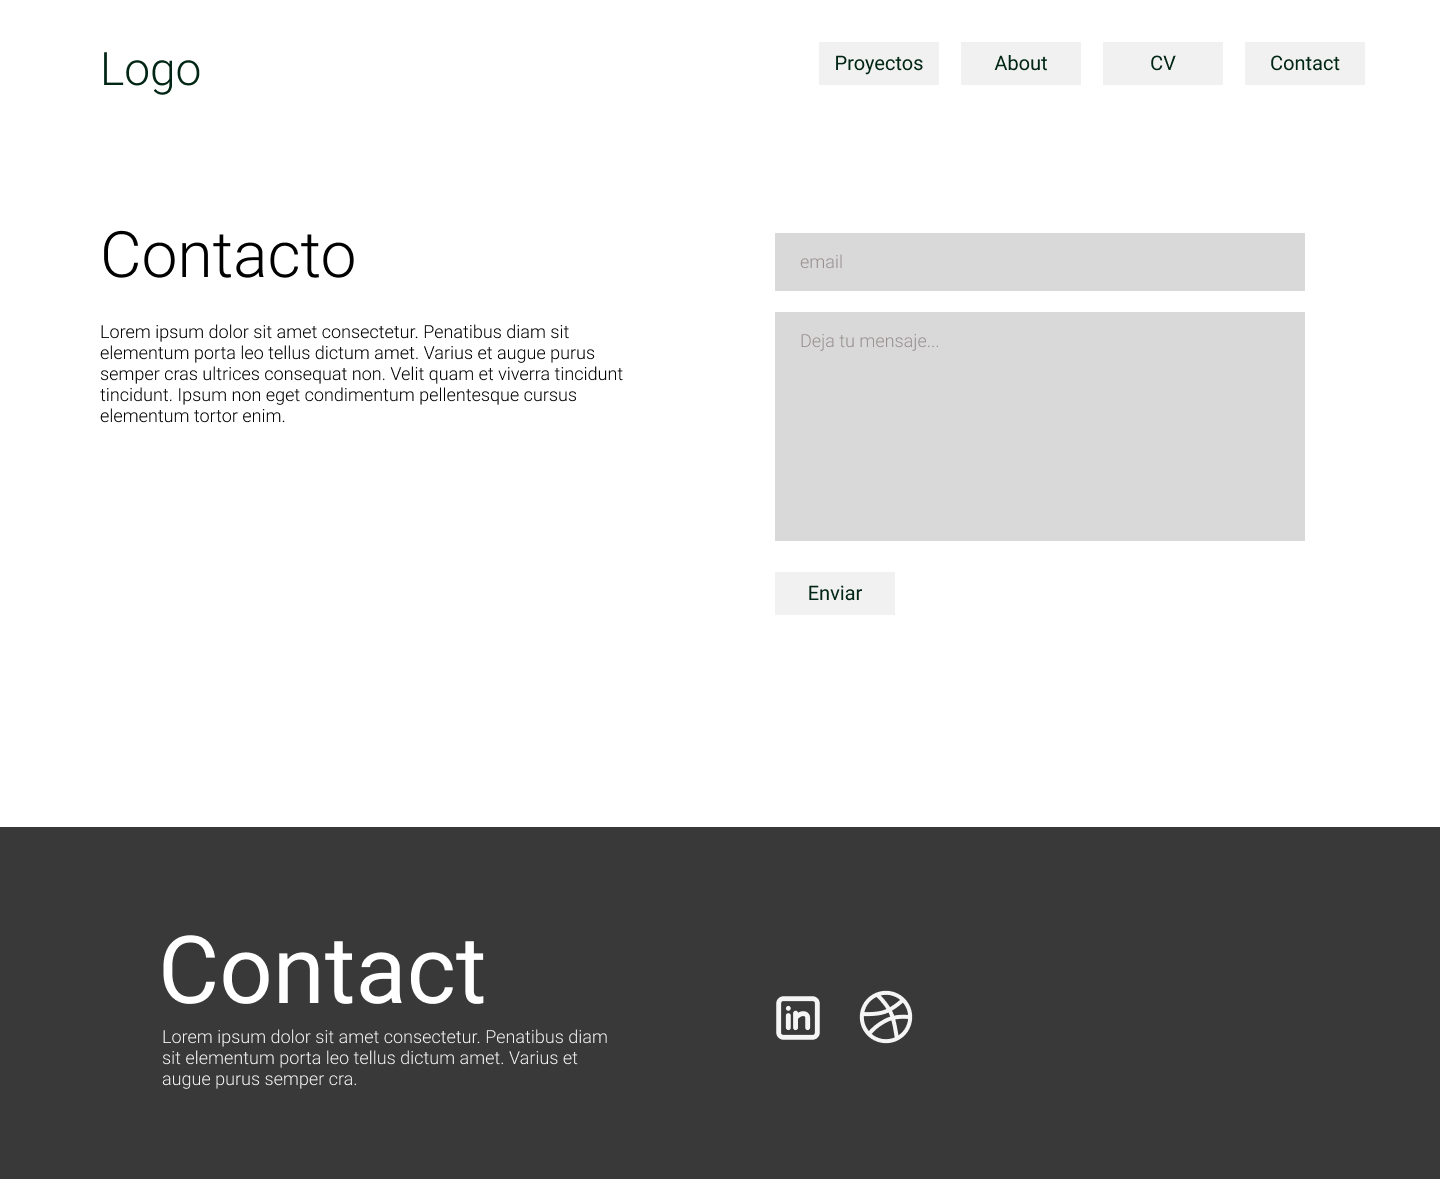 Logo
Proyectos
About
CV
Contact
Contacto
Lorem ipsum dolor sit amet consectetur. Penatibus diam sit
elementum porta leo tellus dictum amet. Varius et augue purus
semper cras ultrices consequat non. Velit quam et viverra tincidunt
tincidunt. Ipsum non eget condimentum pellentesque cursus
elementum tortor enim.
email
Deja tu mensaje...
Enviar
Contact
Lorem ipsum dolor sit amet consectetur. Penatibus diam
sit elementum porta leo tellus dictum amet. Varius et
augue purus semper cra.
in